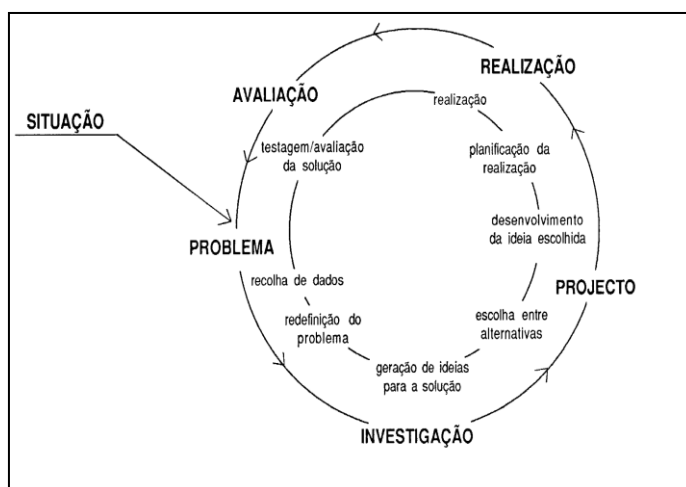 REALIZAÇÃO
AVALIAÇÃO
realização
SITUAÇÃO
testagem/avaliação
da solução
planificação da
realização
desenvolvimento
da ideia escolhida
PROBLEMA
recolha de dados
PROJECTO
redefinição do
problema
escolha entre
alternativas
geração de ideias
para a solução
INVESTIGAÇÃO